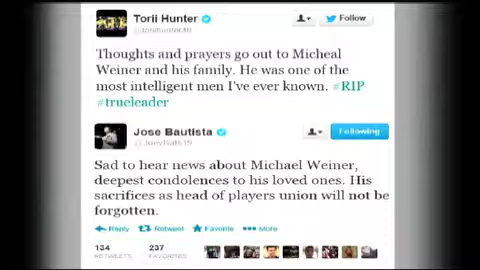 Torii Hunter
Follow
@toriihunter48
Thoughts and prayers go out to Micheal
Weiner and his family. He was one of the
most intelligent men I've ever known. #RIP
#trueleader
Jose Bautista
Following
@JoeyBats19
Sad to hear news about Michael Weiner,
deepest condolences to his loved ones. His
sacrifices as head of players union will not be
forgotten.
Reply Retweet Favorite More
134 237
RETWEETS FAVORITES